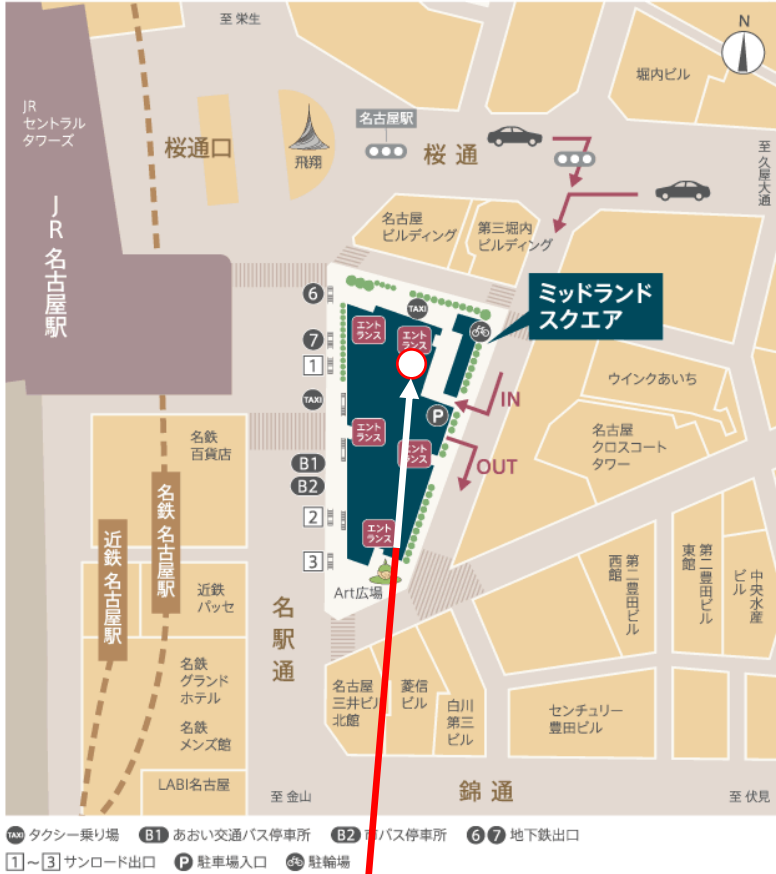 至 栄生
N
堀内ビル
JR
セントラル
タワーズ
桜通口
飛翔
名古屋駅
桜 通
至 久屋大通
JR 名古屋駅
名古屋
ビルディング
第三堀内
ビルディング
ミッドランド
スクエア
6
TAXI
7
エント
ランス
エント
ランス
1
IN
ウインクあいち
TAXI
P
名鉄
百貨店
エント
ランス
エント
ランス
名古屋
クロスコート
タワー
B1
OUT
B2
2
エント
ランス
名鉄 名古屋駅
近鉄 名古屋駅
3
Art広場
近鉄
パッセ
名駅通
第二豊田ビル
西館
第二豊田ビル
東館
中央水産
ビル
名鉄
グランド
ホテル
名古屋
三井ビル
北館
菱信
ビル
白川
第三
ビル
センチュリー
豊田ビル
名鉄
メンズ館
LABI名古屋
至 金山
錦 通
至 伏見
TAXI タクシー乗り場 B1 あおい交通バス停車所 B2 バス停車所 6 7 地下鉄出口
1～3 サンロード出口 P 駐車場入口 駐輪場